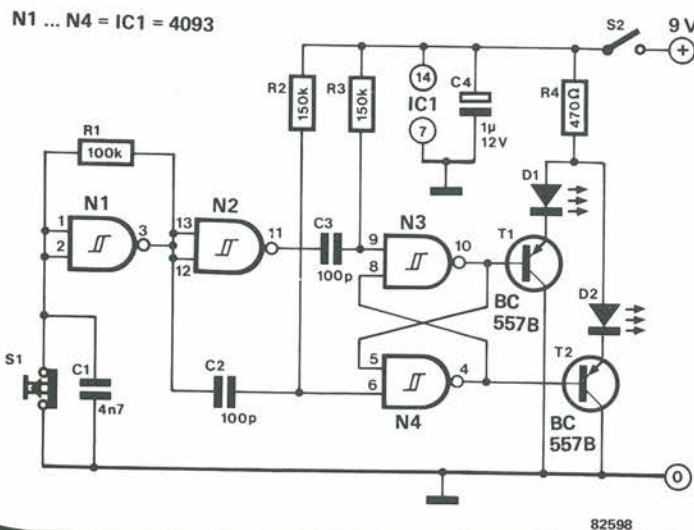 N1 ... N4 = IC1 = 4093
S2
9 V
+
R2
150k
R3
150k
14
IC1
7
C4
1µ
12V
R4
470Ω
R1
100k
D1
N1
1
2
3
N2
13
12
11
C3
100p
N3
9
8
10
T1
BC
557B
D2
S1
C1
4n7
C2
100p
5
6
4
N4
T2
BC
557B
0
82598